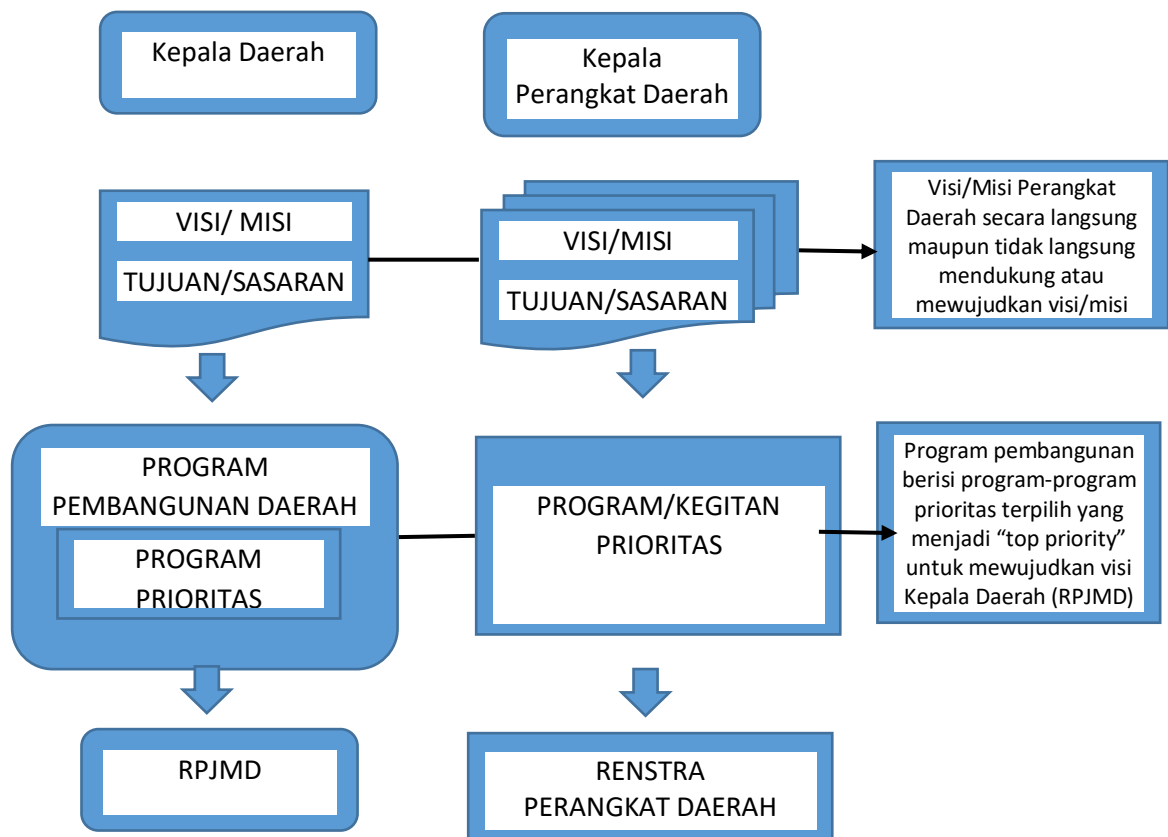 Kepala Daerah
Kepala
Perangkat Daerah
VISI/ MISI
TUJUAN/SASARAN
VISI/MISI
TUJUAN/SASARAN
Visi/Misi Perangkat
Daerah secara langsung
maupun tidak langsung
mendukung atau
mewujudkan visi/misi
PROGRAM
PEMBANGUNAN DAERAH
PROGRAM
PRIORITAS
PROGRAM/KEGITAN
PRIORITAS
Program pembangunan
berisi program-program
prioritas terpilih yang
menjadi “top priority”
untuk mewujudkan visi
Kepala Daerah (RPJMD)
RPJMD
RENSTRA
PERANGKAT DAERAH